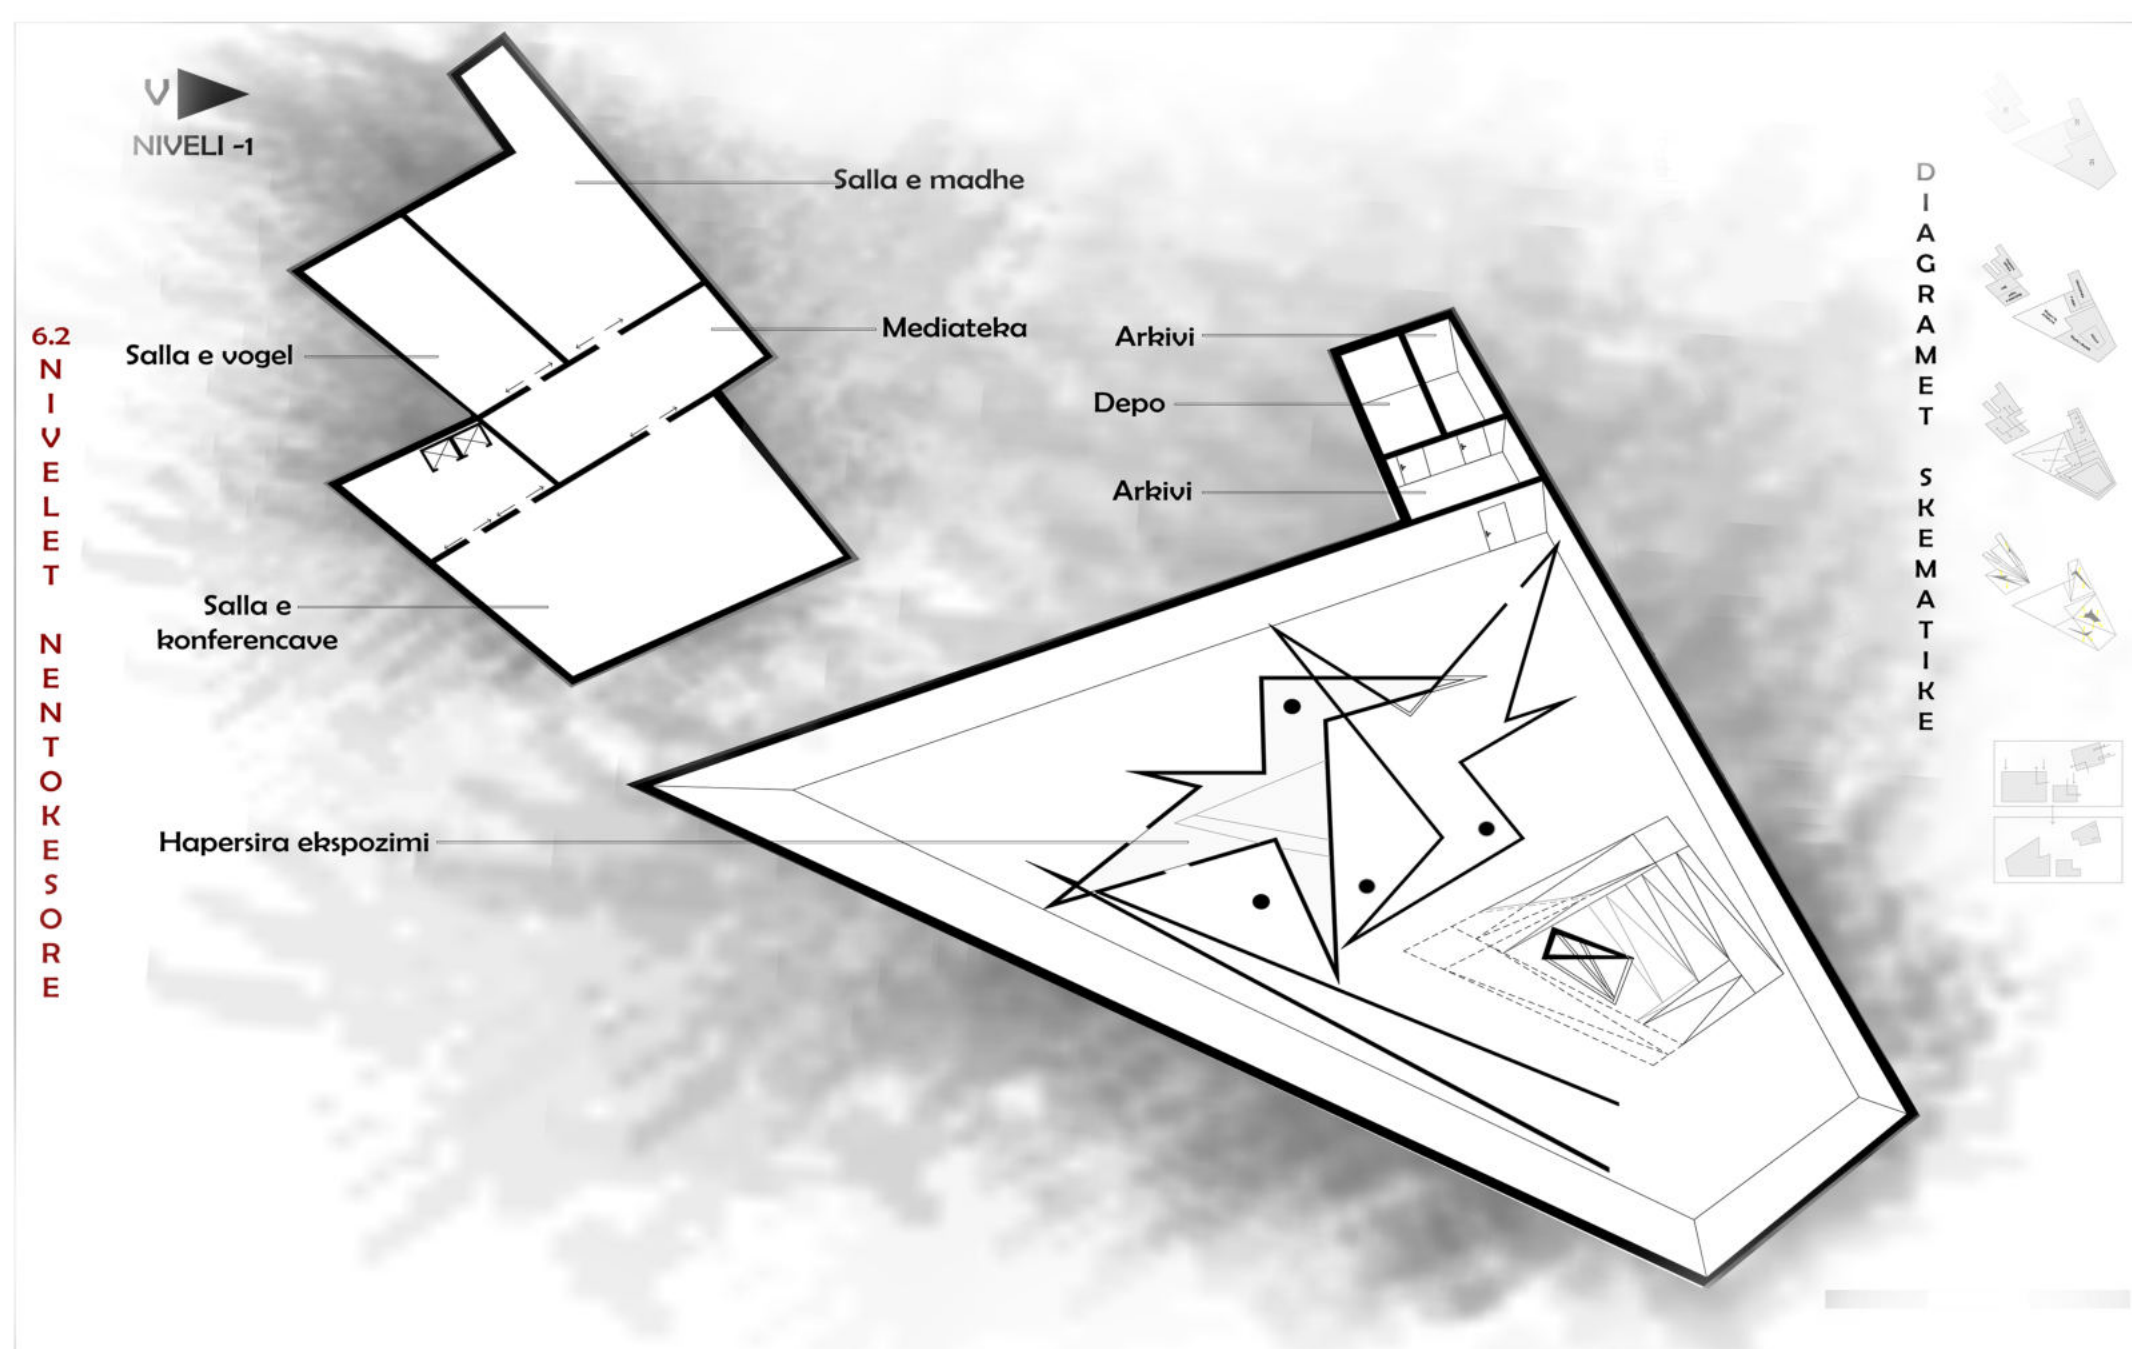 V
NIVELI -1
Salla e madhe
Mediateka
Salla e vogel
Salla e
konferencave
Arkivi
Depo
Arkivi
Hapersira ekspozimi
6.2
NIVELET NENTOKESORE
DIAGRAMET SKEMATIKE